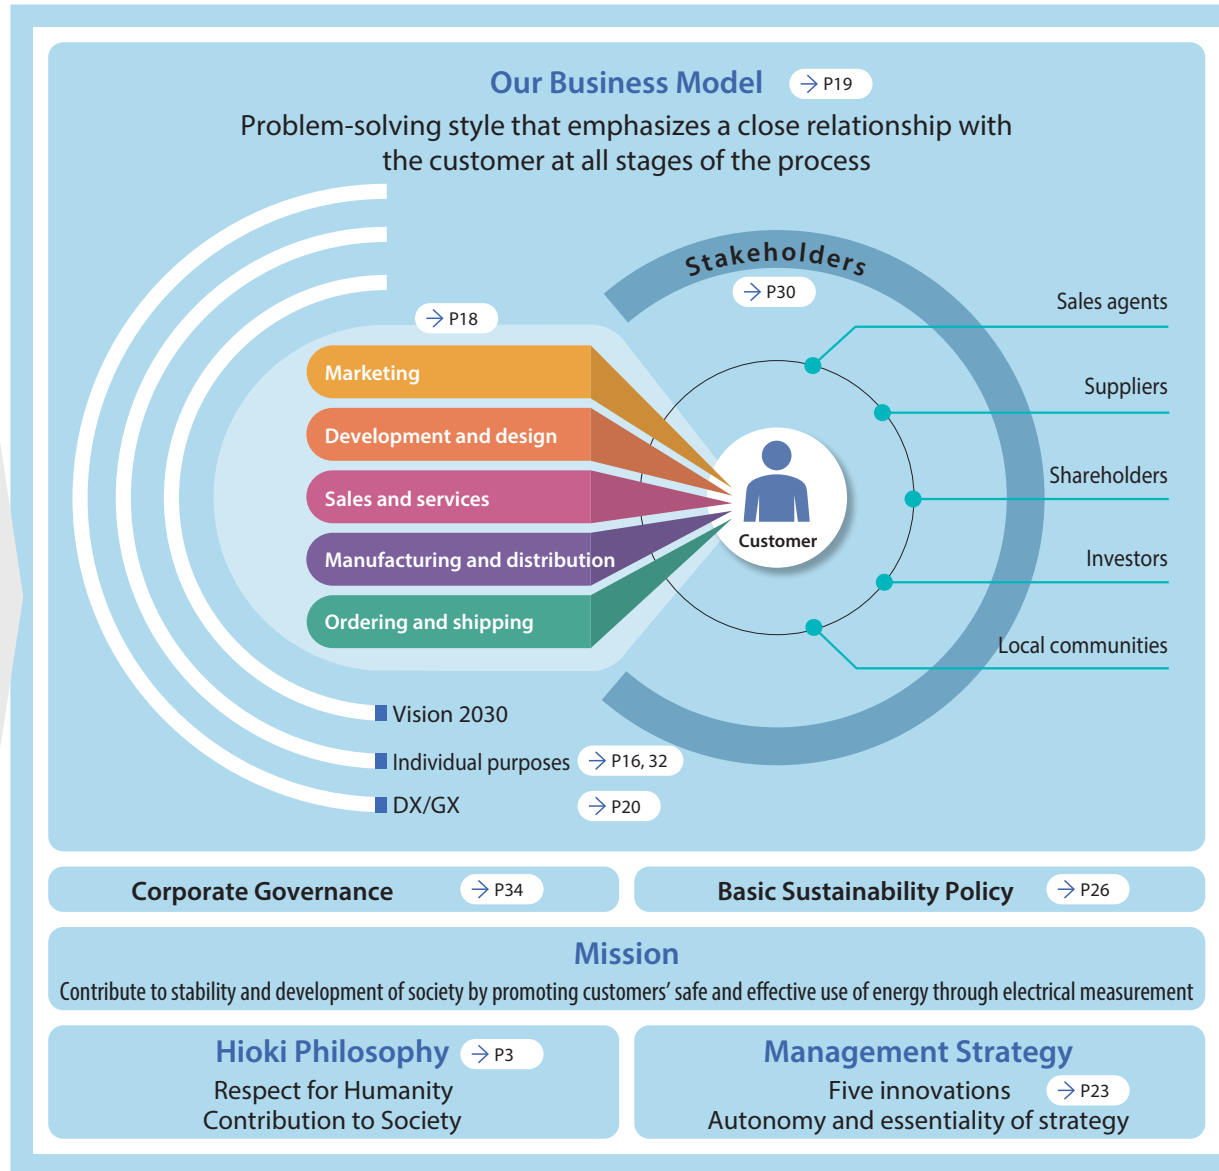 Our Business Model → P19
Problem-solving style that emphasizes a close relationship with
the customer at all stages of the process
Stakeholders
→ P30
→ P18
Marketing
Development and design
Sales and services
Manufacturing and distribution
Ordering and shipping
Customer
Sales agents
Suppliers
Shareholders
Investors
Local communities
Vision 2030
Individual purposes → P16, 32
DX/GX → P20
Corporate Governance → P34
Basic Sustainability Policy → P26
Mission
Contribute to stability and development of society by promoting customers’ safe and effective use of energy through electrical measurement
Hioki Philosophy → P3
Respect for Humanity
Contribution to Society
Management Strategy
Five innovations → P23
Autonomy and essentiality of strategy